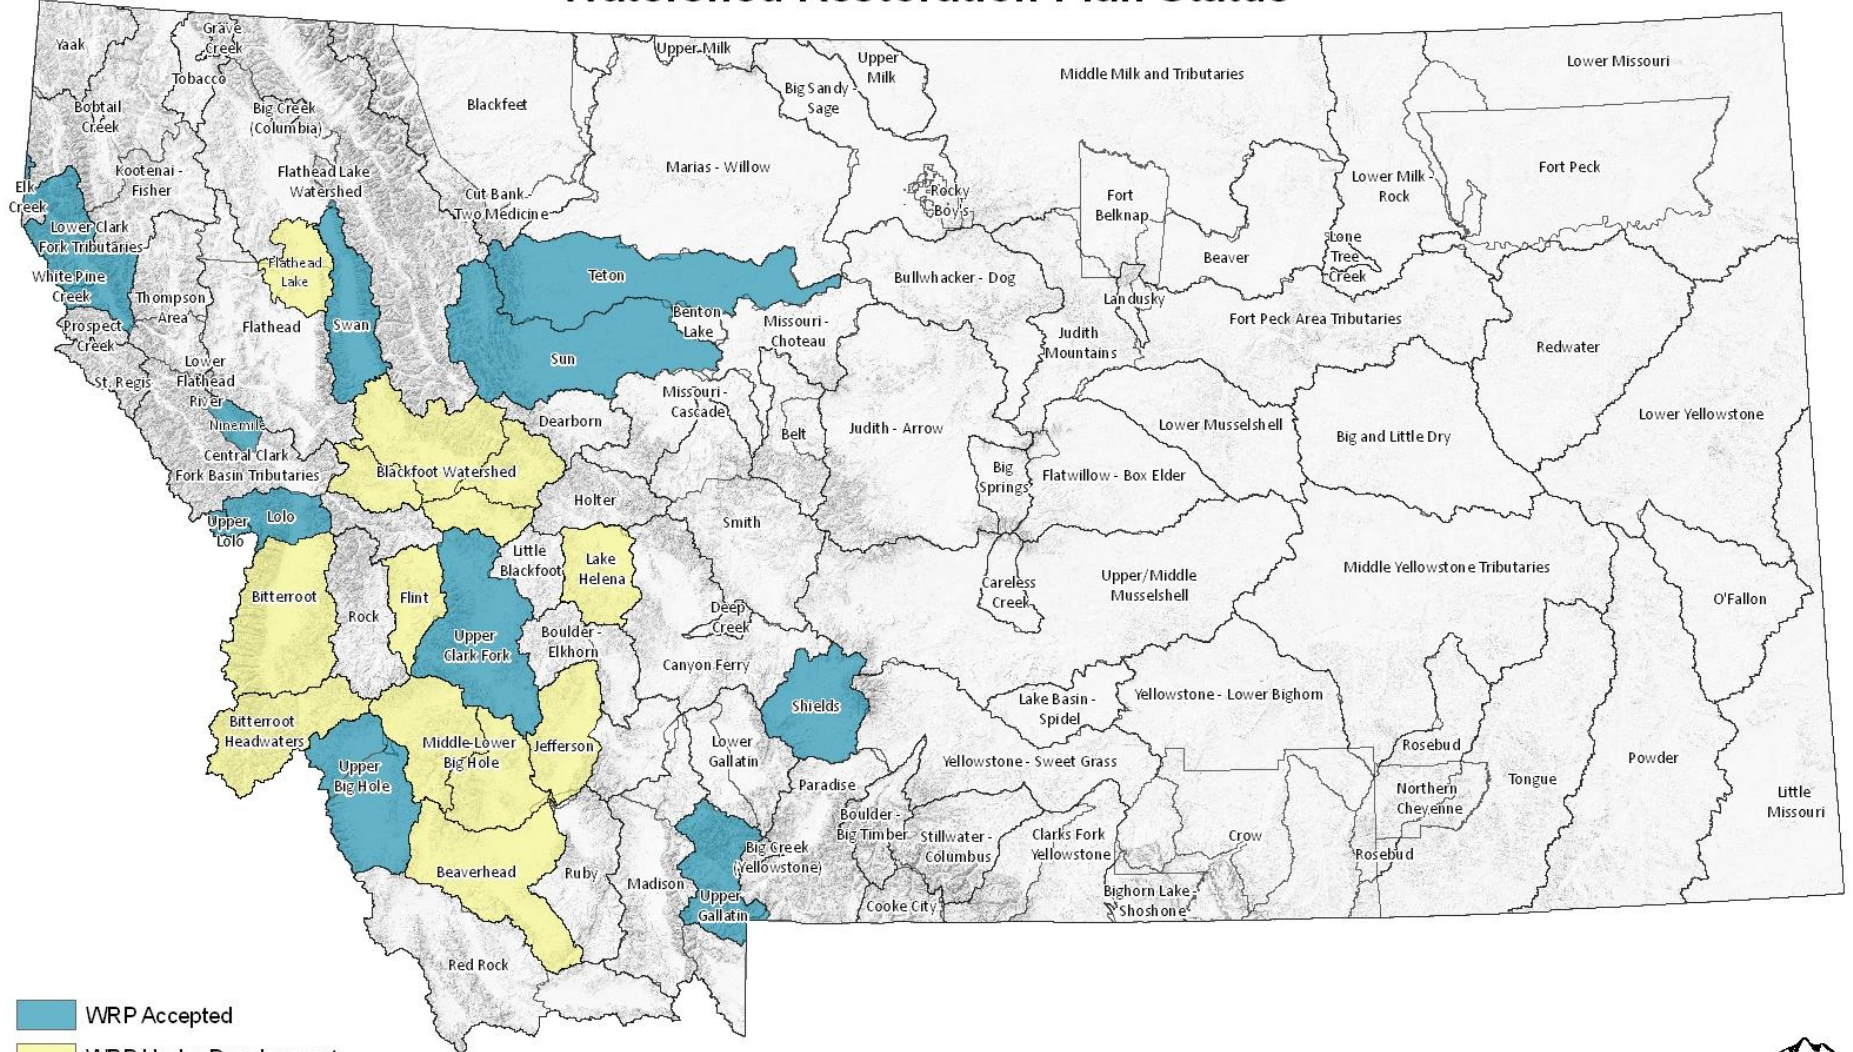 Watershed Restoration Plan Status
Yaak
Grave
Creek
Tobacco
Bobtail
Creek
Big Creek
(Columbia)
Kootenai -
Fisher
Flathead Lake
Watershed
Elk
Creek
Lower Clark
Fork Tributaries
White Pine
Creek
Prospect
Creek
Thompson
Area
Flathead
Lake
Flathead
Swan
St. Regis
Lower
Flathead
River
Ninemile
Central Clark
Fork Basin Tributaries
Blackfeet
Cut Bank -
Two Medicine
Upper Milk
Marias - Willow
Big Sandy -
Sage
Upper
Milk
Rocky
Boy's
Middle Milk and Tributaries
Fort
Belknap
Beaver
Lower Milk -
Rock
Lone
Tree
Creek
Lower Missouri
Fort Peck
Teton
Sun
Benton
Lake
Missouri -
Choteau
Bullwhacker - Dog
Landusky
Judith
Mountains
Fort Peck Area Tributaries
Redwater
Dearborn
Missouri -
Cascade
Belt
Judith - Arrow
Big
Springs
Lower Musselshell
Flatwillow - Box Elder
Big and Little Dry
Lower Yellowstone
Blackfoot Watershed
Holter
Smith
Upper
Lolo
Lolo
Little
Blackfoot
Lake
Helena
Bitterroot
Rock
Flint
Upper
Clark Fork
Boulder -
Elkhorn
Deep
Creek
Canyon Ferry
Careless
Creek
Upper/Middle
Musselshell
Middle Yellowstone Tributaries
O'Fallon
Bitterroot
Headwaters
Upper
Big Hole
Middle-Lower
Big Hole
Jefferson
Lower
Gallatin
Shields
Lake Basin -
Spidel
Yellowstone - Lower Bighorn
Yellowstone - Sweet Grass
Paradise
Boulder -
Big Timber
Stillwater -
Columbus
Clarks Fork
Yellowstone
Crow
Rosebud
Northern
Cheyenne
Rosebud
Tongue
Powder
Little
Missouri
Beaverhead
Ruby
Madison
Big Creek
(Yellowstone)
Upper
Gallatin
Cooke City
Bighorn Lake -
Shoshone
Red Rock
WRP Accepted
WRP Under Development